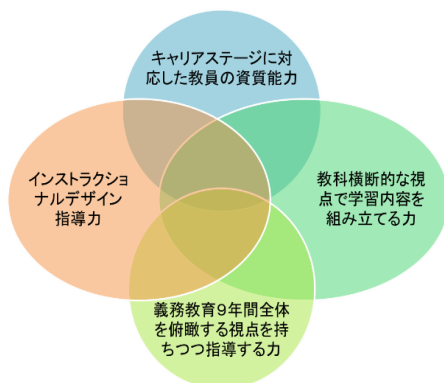 キャリアステージに対
応した教員の資質能力
インストラクショ
ナルデザイン
指導力
教科横断的な視
点で学習内容を
組み立てる力
義務教育９年間全体
を俯瞰する視点を持
ちつつ指導する力